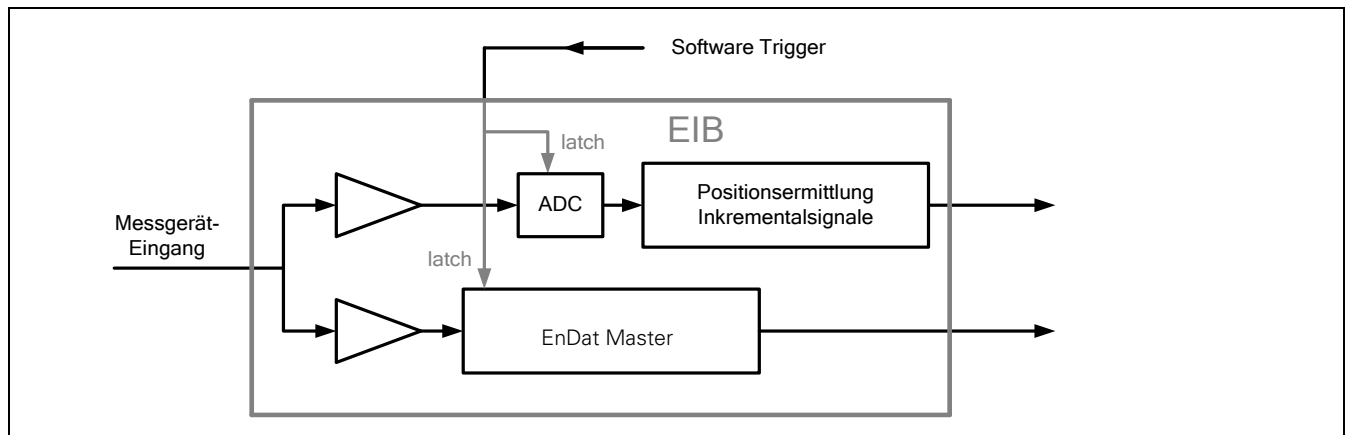 Software Trigger
EIB
latch
ADC
Positionsermittlung
Inkrementalsignale
Messgerät-
Eingang
latch
EnDat Master